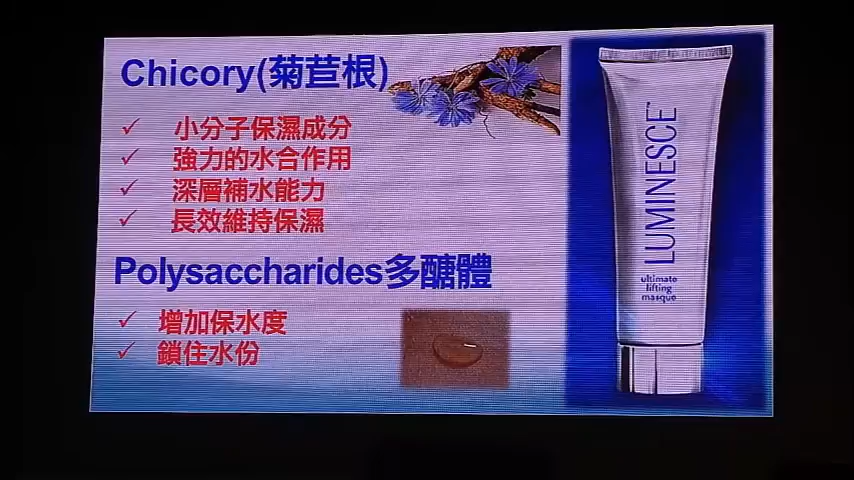 Chicory(菊苣根)
✓ 小分子保濕成分
✓ 強力的水合作用
✓ 深層補水能力
✓ 長效維持保濕
Polysaccharides多醣體
✓ 增加保水度
✓ 鎖住水份
LUMINESCE™
ultimate
lifting
masque